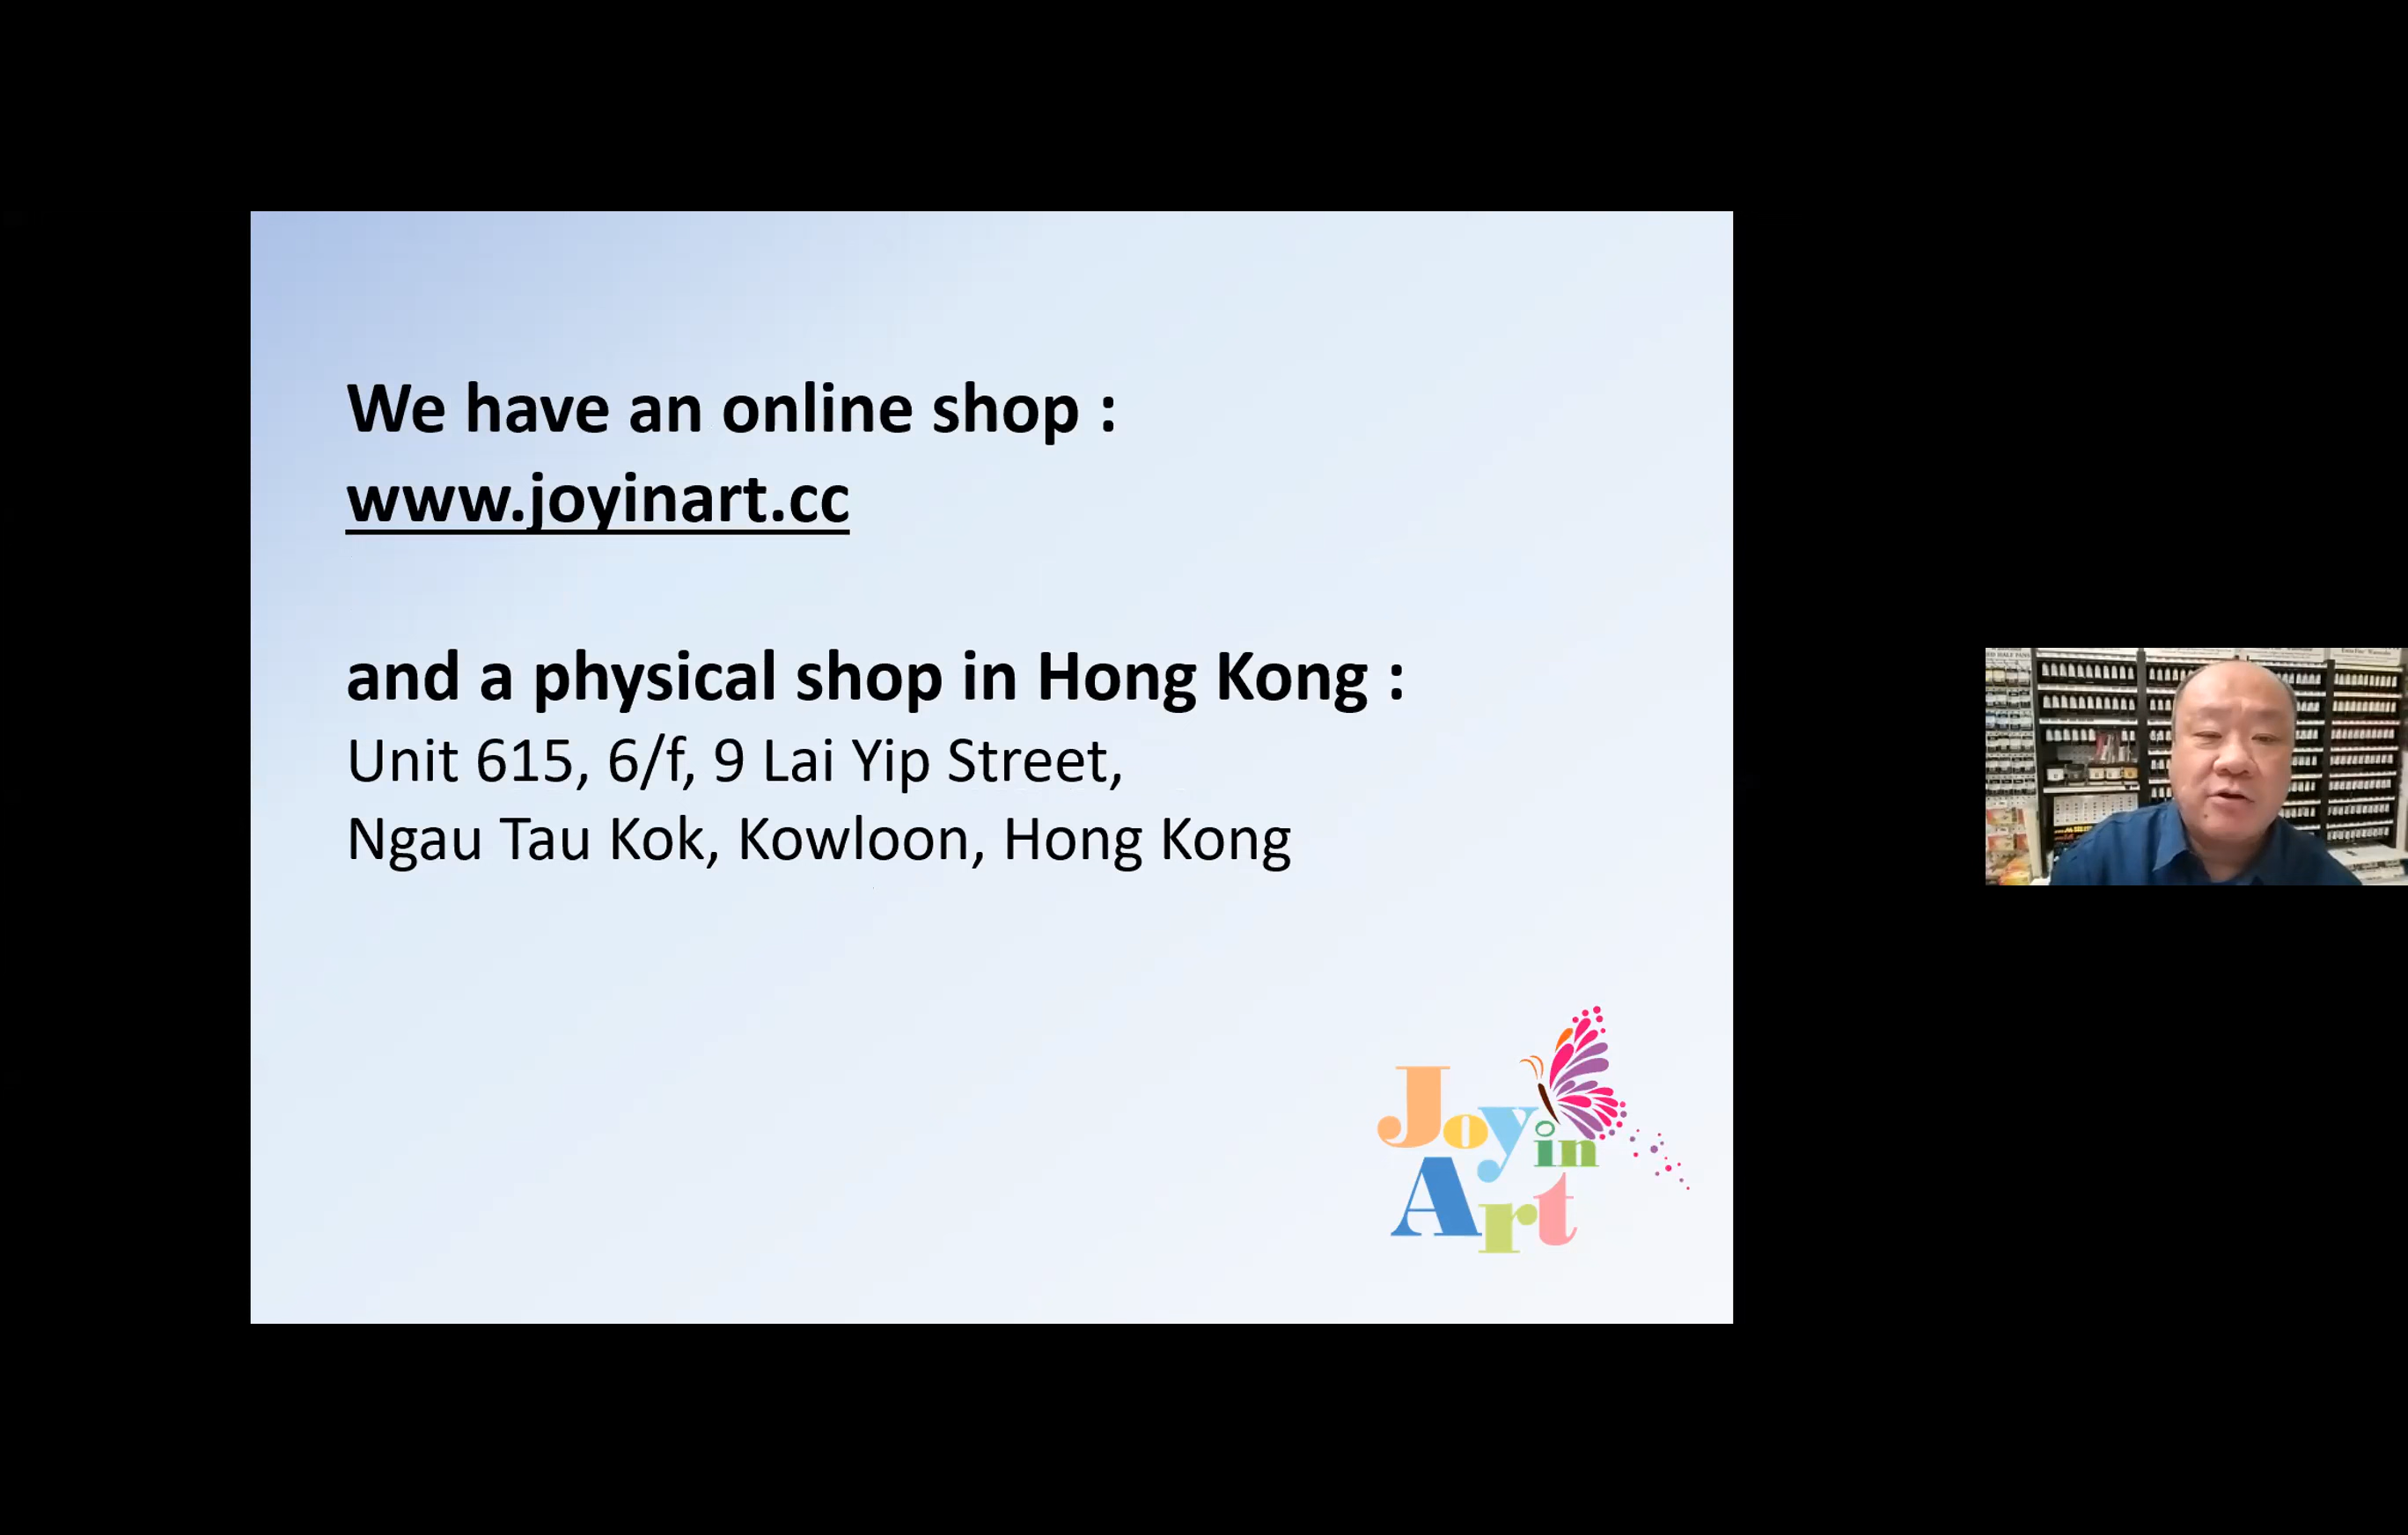 We have an online shop :
www.joyinart.cc
and a physical shop in Hong Kong :
Unit 615, 6/f, 9 Lai Yip Street,
Ngau Tau Kok, Kowloon, Hong Kong
Joy in
Art